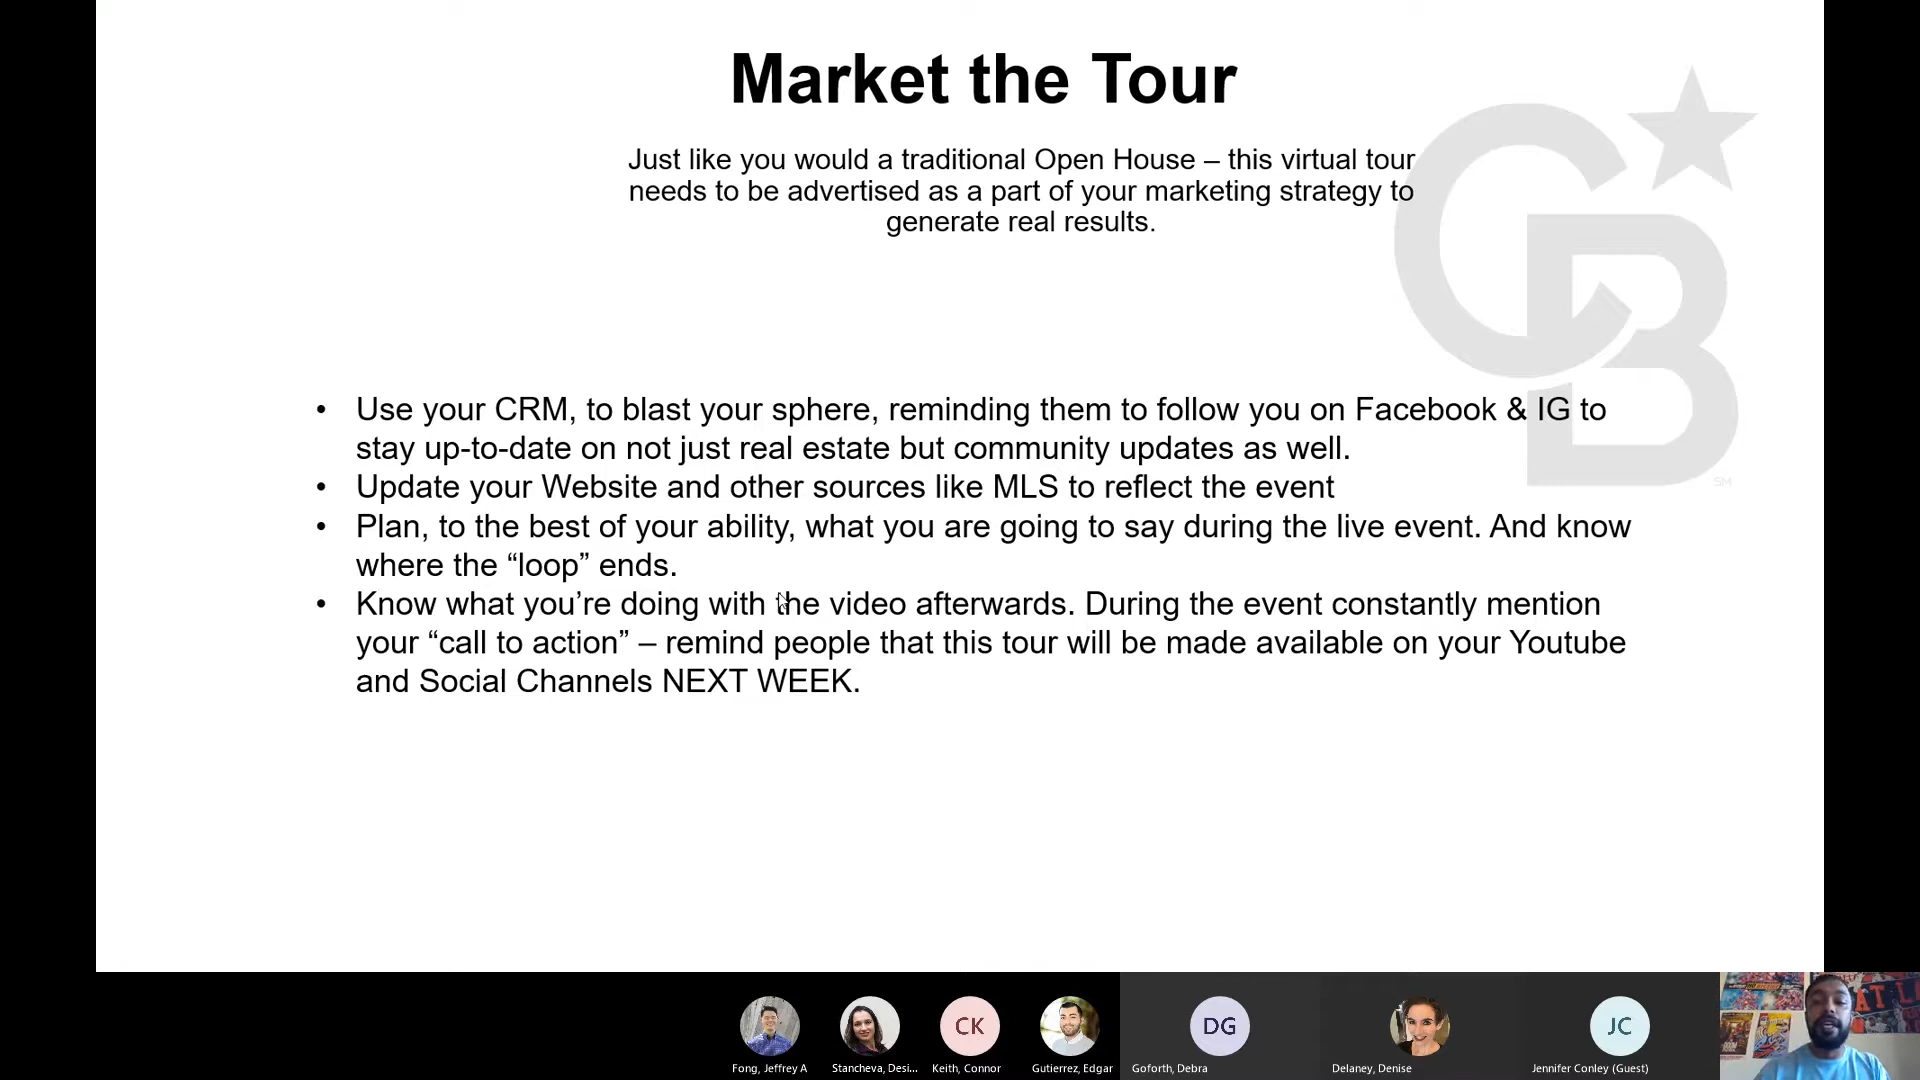 Market the Tour
Just like you would a traditional Open House – this virtual tour
needs to be advertised as a part of your marketing strategy to
generate real results.
CB
SM
• Use your CRM, to blast your sphere, reminding them to follow you on Facebook & IG to
stay up-to-date on not just real estate but community updates as well.
• Update your Website and other sources like MLS to reflect the event
• Plan, to the best of your ability, what you are going to say during the live event. And know
where the “loop” ends.
• Know what you’re doing with the video afterwards. During the event constantly mention
your “call to action” – remind people that this tour will be made available on your Youtube
and Social Channels NEXT WEEK.
CK
DG
JC
Fong, Jeffrey A
Stancheva, Desi...
Keith, Connor
Gutierrez, Edgar
Goforth, Debra
Delaney, Denise
Jennifer Conley (Guest)